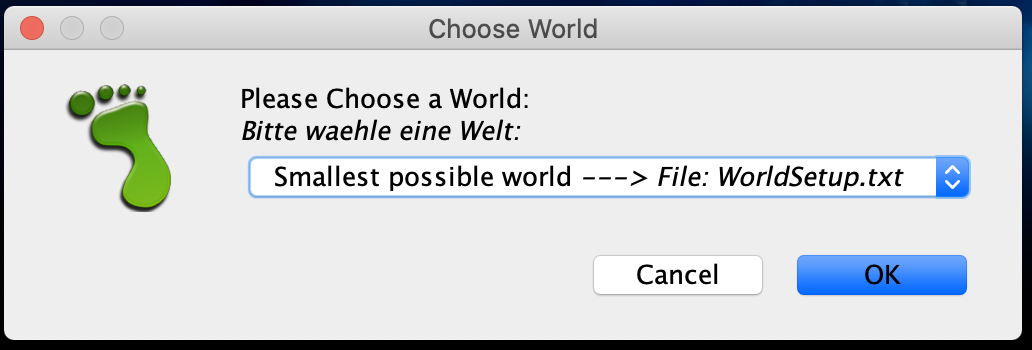 Choose World
Please Choose a World:
Bitte waehle eine Welt:
Smallest possible world ---> File: WorldSetup.txt
Cancel
OK